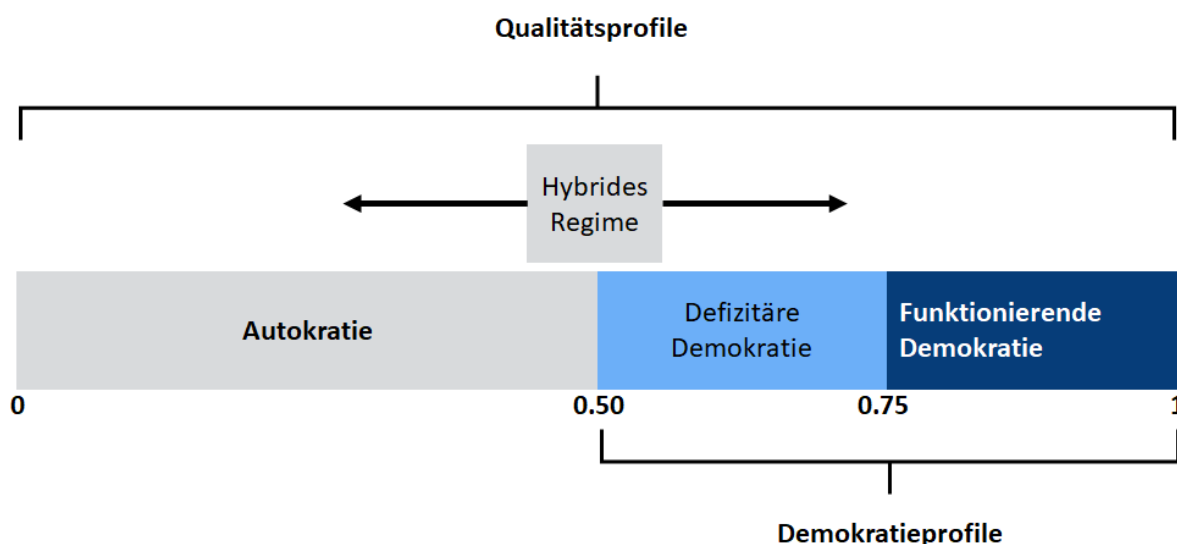 Qualitätsprofile
Hybrides
Regime
Autokratie
Defizitäre
Demokratie
Funktionierende
Demokratie
0
0.50
0.75
1
Demokratieprofile